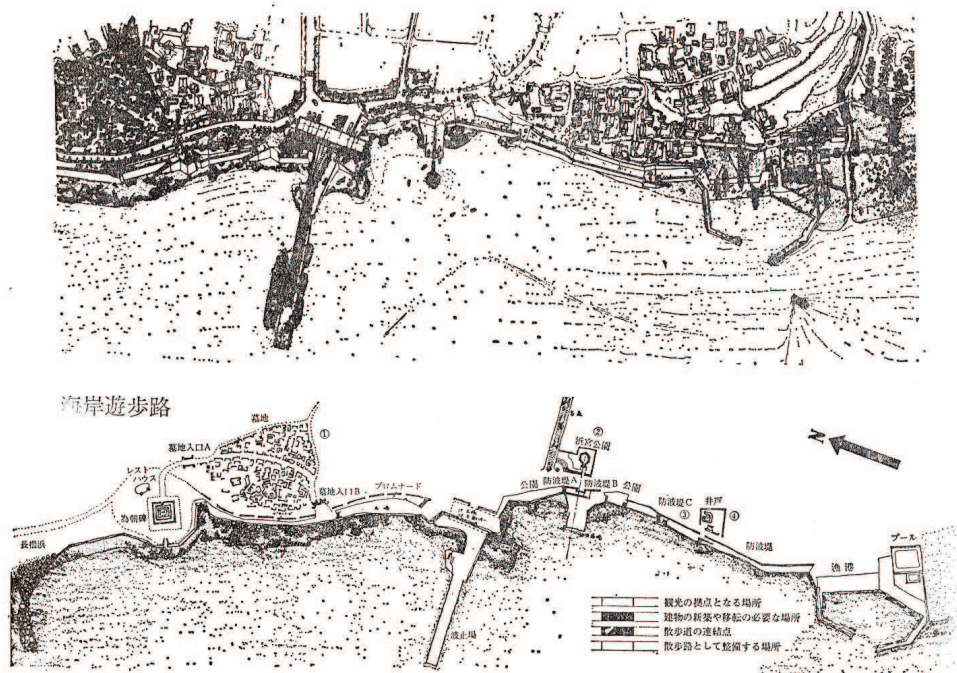 海岸遊歩路
墓地
①
墓地入口A
レストハウス
為朝碑
長根浜
墓地入口B
プロムナード
②
浜宮公園
公園
防波堤A
防波堤B
公園
防波堤C
③
井戸
④
防波堤
漁港
プール
波止場
N
観光の拠点となる場所
建物の新築や移転の必要な場所
散歩道の連結点
散歩路として整備する場所